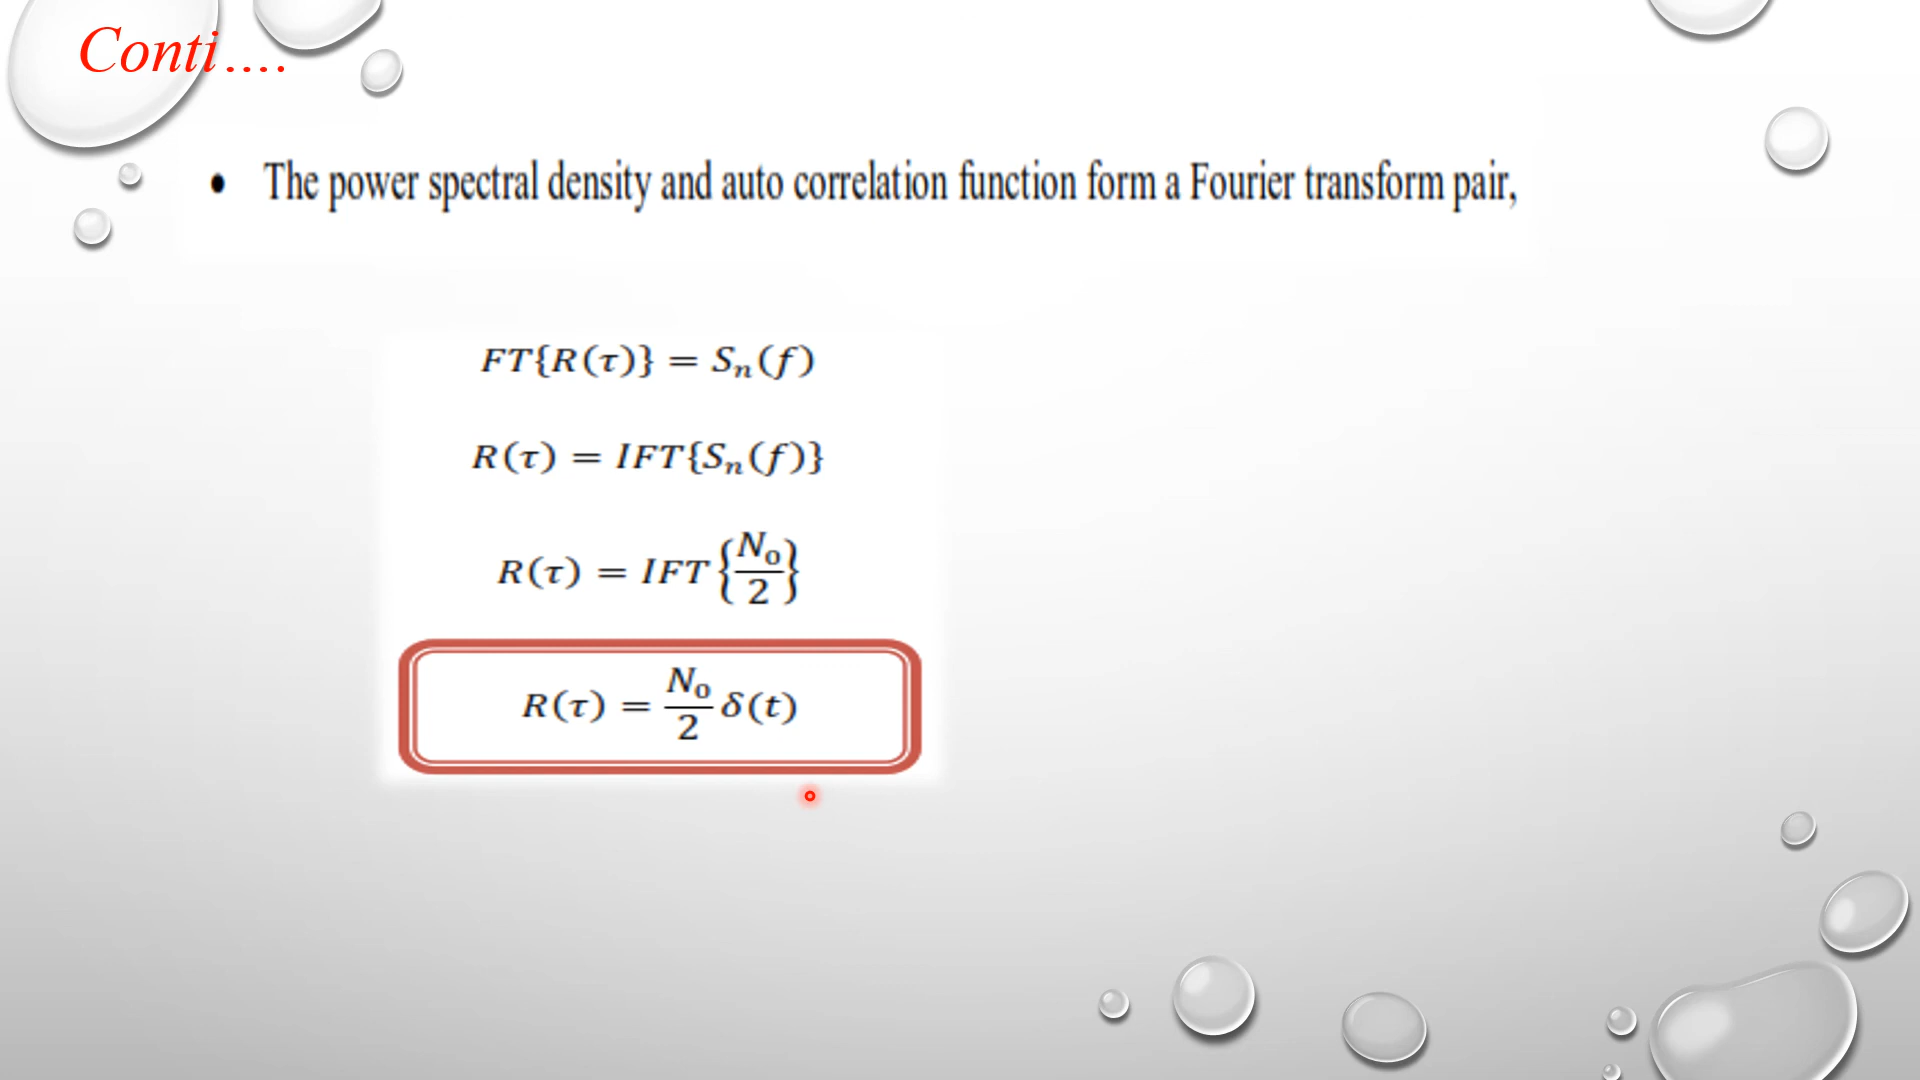 Conti....
• The power spectral density and auto correlation function form a Fourier transform pair,
FT{R(τ)} = Sₙ(f)
R(τ) = IFT{Sₙ(f)}
R(τ) = IFT{N₀/2}
R(τ) = N₀/2 δ(t)